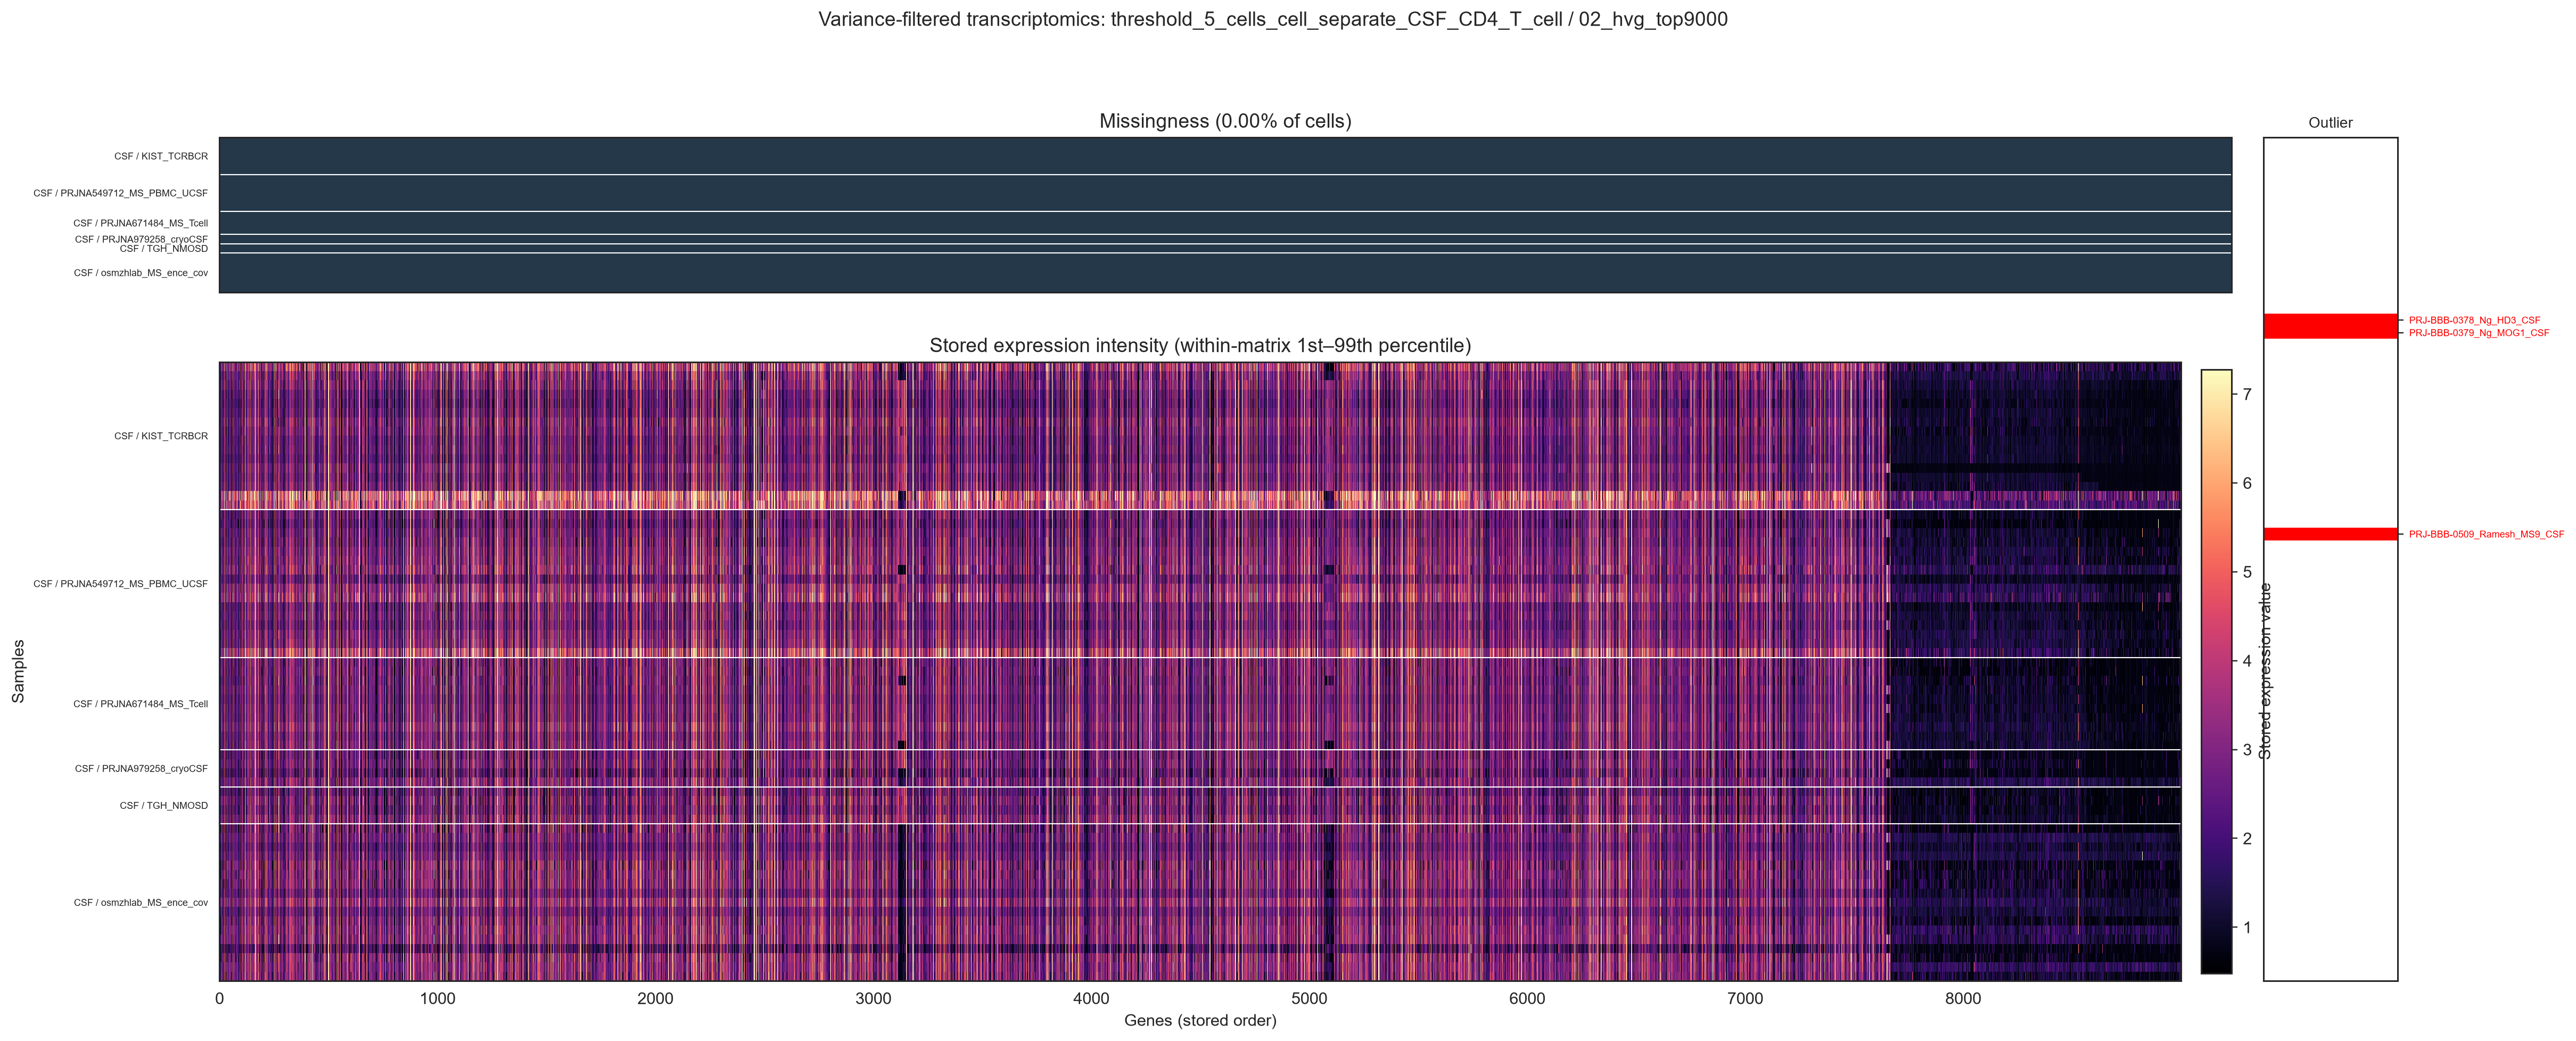 Variance-filtered transcriptomics: threshold_5_cells_cell_separate_CSF_CD4_T_cell / 02_hvg_top9000
Missingness (0.00% of cells)
Outlier
CSF / KIST_TCRBCR
CSF / PRJNA549712_MS_PBMC_UCSF
CSF / PRJNA671484_MS_Tcell
CSF / PRJNA979258_cryoCSF
CSF / TGH_NMOSD
CSF / osmzhlab_MS_ence_cov
PRJ-BBB-0378_Ng_HD3_CSF
PRJ-BBB-0379_Ng_MOG1_CSF
PRJ-BBB-0509_Ramesh_MS9_CSF
Stored expression intensity (within-matrix 1st–99th percentile)
Samples
CSF / KIST_TCRBCR
CSF / PRJNA549712_MS_PBMC_UCSF
CSF / PRJNA671484_MS_Tcell
CSF / PRJNA979258_cryoCSF
CSF / TGH_NMOSD
CSF / osmzhlab_MS_ence_cov
7
6
5
4
3
2
1
Stored expression value
0 1000 2000 3000 4000 5000 6000 7000 8000
Genes (stored order)